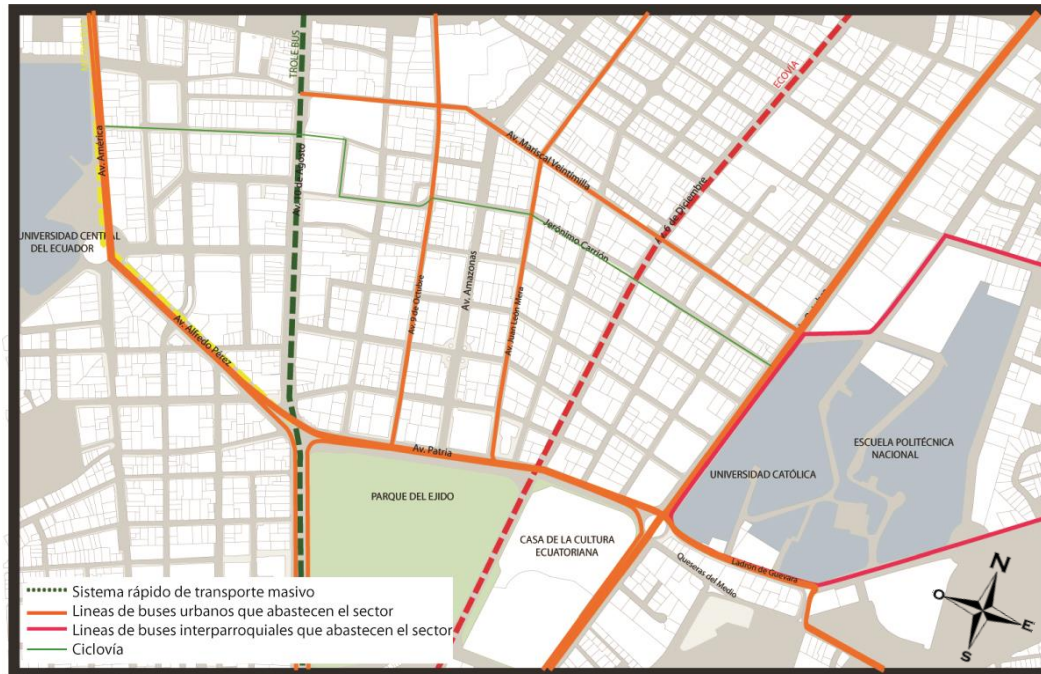 TROLE BUS
ECOVÍA
Av. América
Av. 10 de Agosto
Av. Mariscal Veintimilla
6 de Diciembre
UNIVERSIDAD CENTRAL
DEL ECUADOR
Jerónimo Carrión
Av. 9 de Octubre
Av. Amazonas
Av. Juan León Mera
Av. Alfredo Pérez
Av. Patria
ESCUELA POLITÉCNICA
NACIONAL
UNIVERSIDAD CATÓLICA
PARQUE DEL EJIDO
CASA DE LA CULTURA
ECUATORIANA
Ladrón de Guevara
Queseras del Medio
Sistema rápido de transporte masivo
Lineas de buses urbanos que abastecen el sector
Lineas de buses interparroquiales que abastecen el sector
Ciclovía
N
O
E
S